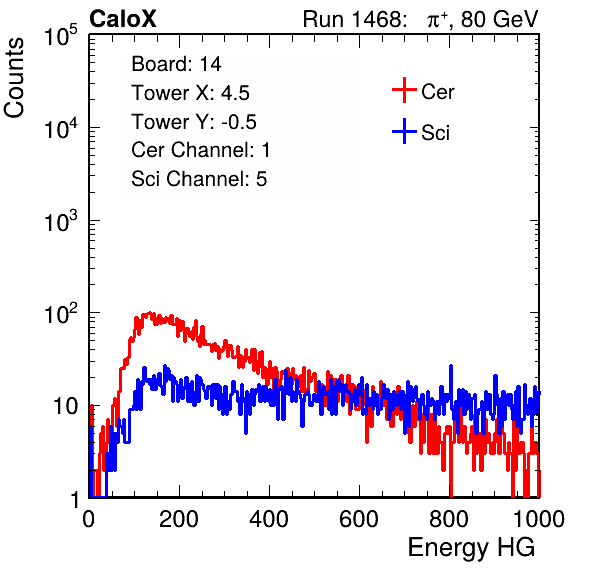 CaloX Run 1468: π⁺, 80 GeV
Counts
10⁵
10⁴
10³
10²
10
1
Board: 14
Tower X: 4.5
Tower Y: -0.5
Cer Channel: 1
Sci Channel: 5
Cer
Sci
0 200 400 600 800 1000
Energy HG